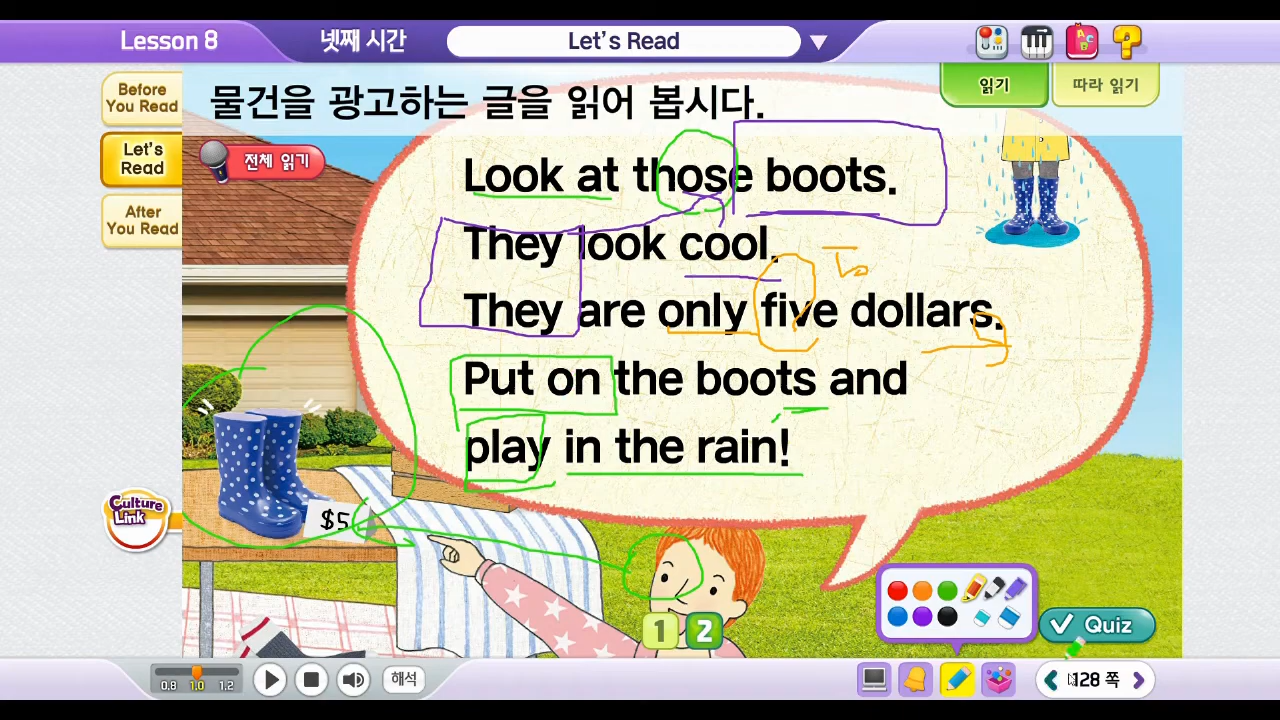 Lesson 8
넷째 시간
Let's Read
Before You Read
Let's Read
After You Read
물건을 광고하는 글을 읽어 봅시다.
읽기
따라 읽기
전체 읽기
Look at those boots.
They look cool.
They are only five dollars.
Put on the boots and
play in the rain!
Culture Link
$5
1 2
Quiz
0.8 1.0 1.2
해석
128 쪽